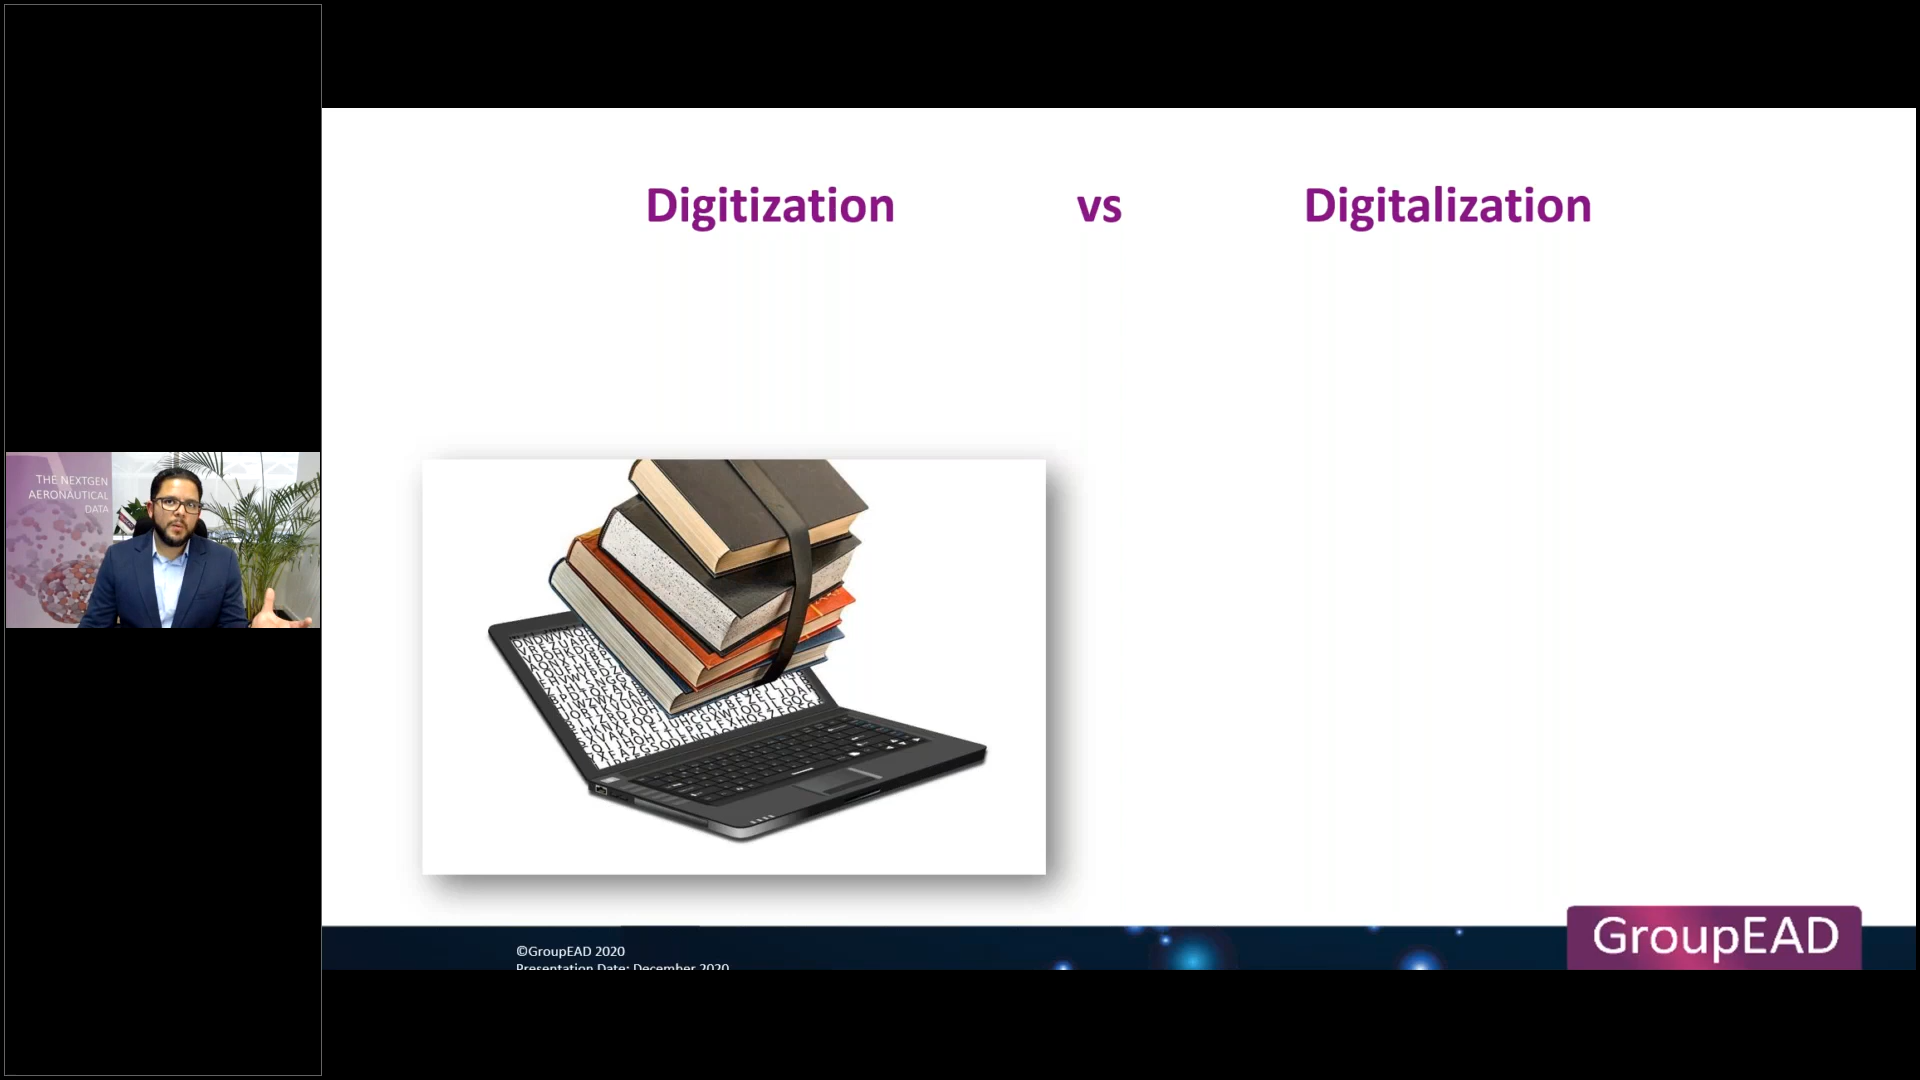 Digitization vs Digitalization
THE NEXTGEN
AERONAUTICAL
DATA
©GroupEAD 2020
Presentation Date: December 2020
GroupEAD